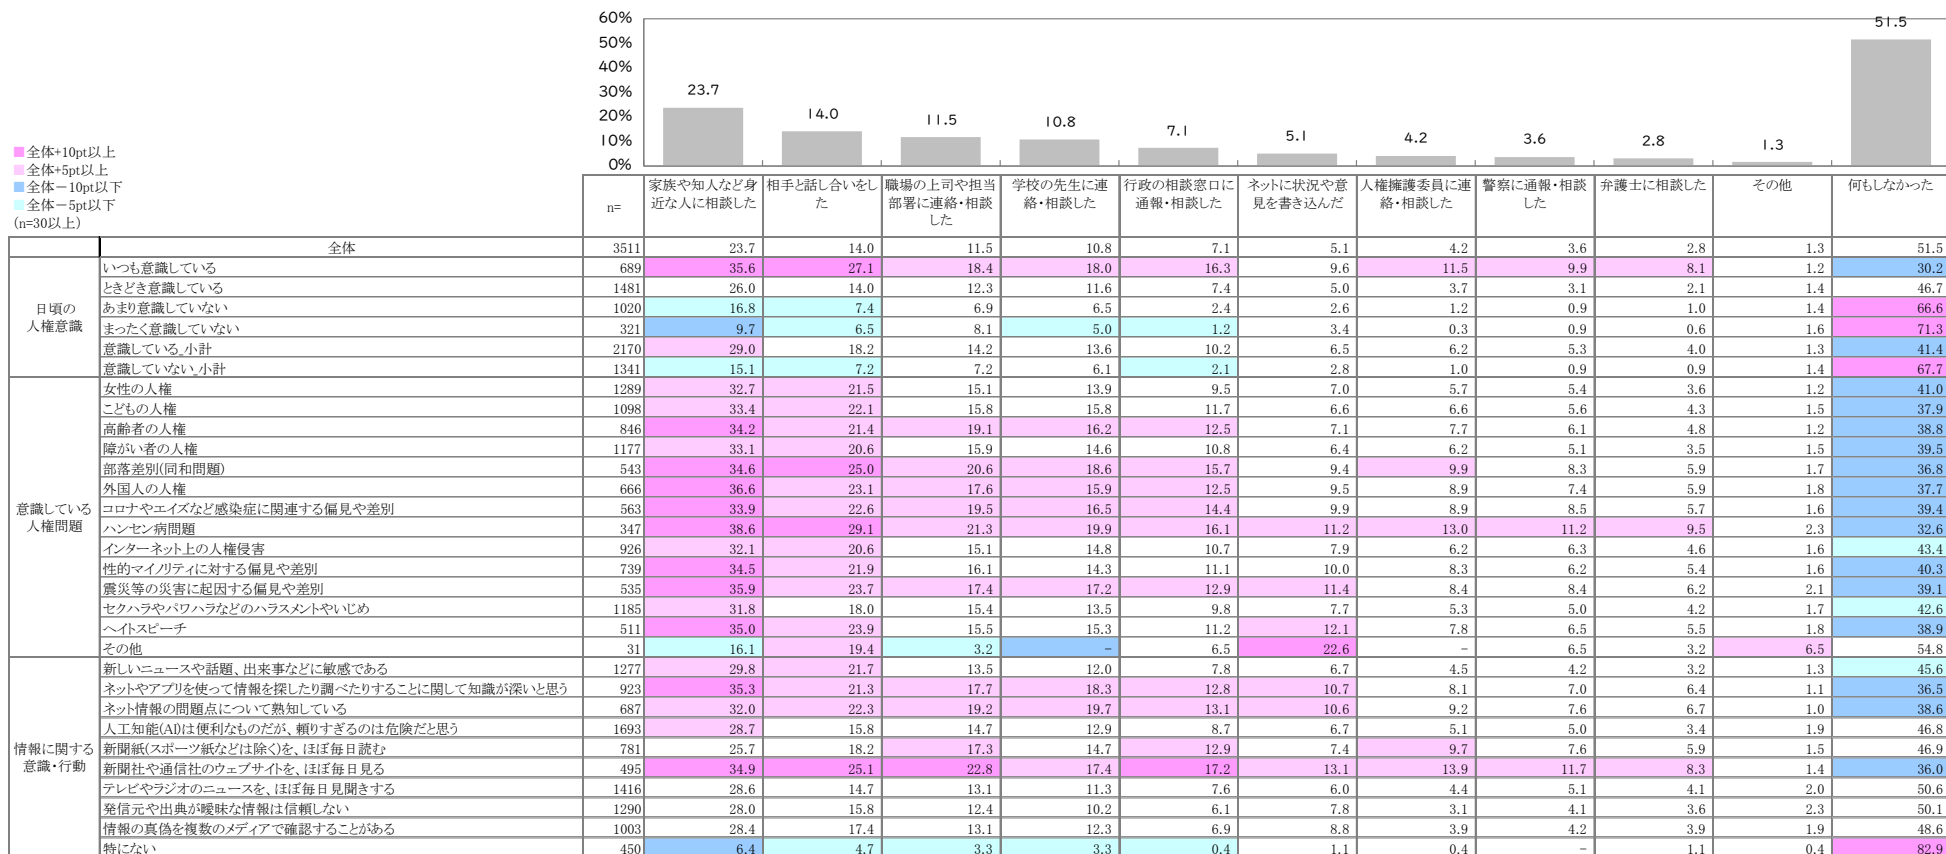 60%
50%
40%
30%
20%
10%
0%
23.7 14.0 11.5 10.8 7.1 5.1 4.2 3.6 2.8 1.3 51.5
全体+10pt以上
全体+5pt以上
全体－10pt以下
全体－5pt以下
(n=30以上)
n= 家族や知人など身近な人に相談した 相手と話し合いをした 職場の上司や担当部署に連絡・相談した 学校の先生に連絡・相談した 行政の相談窓口に通報・相談した ネットに状況や意見を書き込んだ 人権擁護委員に連絡・相談した 警察に通報・相談した 弁護士に相談した その他 何もしなかった
全体 3511 23.7 14.0 11.5 10.8 7.1 5.1 4.2 3.6 2.8 1.3 51.5
日頃の人権意識
いつも意識している 689 35.6 27.1 18.4 18.0 16.3 9.6 11.5 9.9 8.1 1.2 30.2
ときどき意識している 1481 26.0 14.0 12.3 11.6 7.4 5.0 3.7 3.1 2.1 1.4 46.7
あまり意識していない 1020 16.8 7.4 6.9 6.5 2.4 2.6 1.2 0.9 1.0 1.4 66.6
まったく意識していない 321 9.7 6.5 8.1 5.0 1.2 3.4 0.3 0.9 0.6 1.6 71.3
意識している_小計 2170 29.0 18.2 14.2 13.6 10.2 6.5 6.2 5.3 4.0 1.3 41.4
意識していない_小計 1341 15.1 7.2 7.2 6.1 2.1 2.8 1.0 0.9 0.9 1.4 67.7
意識している人権問題
女性の人権 1289 32.7 21.5 15.1 13.9 9.5 7.0 5.7 5.4 3.6 1.2 41.0
こどもの人権 1098 33.4 22.1 15.8 15.8 11.7 6.6 6.6 5.6 4.3 1.5 37.9
高齢者の人権 846 34.2 21.4 19.1 16.2 12.5 7.1 7.7 6.1 4.8 1.2 38.8
障がい者の人権 1177 33.1 20.6 15.9 14.6 10.8 6.4 6.2 5.1 3.5 1.5 39.5
部落差別(同和問題) 543 34.6 25.0 20.6 18.6 15.7 9.4 9.9 8.3 5.9 1.7 36.8
外国人の人権 666 36.6 23.1 17.6 15.9 12.5 9.5 8.9 7.4 5.9 1.8 37.7
コロナやエイズなど感染症に関連する偏見や差別 563 33.9 22.6 19.5 16.5 14.4 9.9 8.9 8.5 5.7 1.6 39.4
ハンセン病問題 347 38.6 29.1 21.3 19.9 16.1 11.2 13.0 11.2 9.5 2.3 32.6
インターネット上の人権侵害 926 32.1 20.6 15.1 14.8 10.7 7.9 6.2 6.3 4.6 1.6 43.4
性的マイノリティに対する偏見や差別 739 34.5 21.9 16.1 14.3 11.1 10.0 8.3 6.2 5.4 1.6 40.3
震災等の災害に起因する偏見や差別 535 35.9 23.7 17.4 17.2 12.9 11.4 8.4 8.4 6.2 2.1 39.1
セクハラやパワハラなどのハラスメントやいじめ 1185 31.8 18.0 15.4 13.5 9.8 7.7 5.3 5.0 4.2 1.7 42.6
ヘイトスピーチ 511 35.0 23.9 15.5 15.3 11.2 12.1 7.8 6.5 5.5 1.8 38.9
その他 31 16.1 19.4 3.2 － 6.5 22.6 － 6.5 3.2 6.5 54.8
情報に関する意識・行動
新しいニュースや話題、出来事などに敏感である 1277 29.8 21.7 13.5 12.0 7.8 6.7 4.5 4.2 3.2 1.3 45.6
ネットやアプリを使って情報を探したり調べたりすることに関して知識が深いと思う 923 35.3 21.3 17.7 18.3 12.8 10.7 8.1 7.0 6.4 1.1 36.5
ネット情報の問題点について熟知している 687 32.0 22.3 19.2 19.7 13.1 10.6 9.2 7.6 6.7 1.0 38.6
人工知能(AI)は便利なものだが、頼りすぎるのは危険だと思う 1693 28.7 15.8 14.7 12.9 8.7 6.7 5.1 5.0 3.4 1.9 46.8
新聞紙(スポーツ紙などは除く)を、ほぼ毎日読む 781 25.7 18.2 17.3 14.7 12.9 7.4 9.7 7.6 5.9 1.5 46.9
新聞社や通信社のウェブサイトを、ほぼ毎日見る 495 34.9 25.1 22.8 17.4 17.2 13.1 13.9 11.7 8.3 1.4 36.0
テレビやラジオのニュースを、ほぼ毎日見聞きする 1416 28.6 14.7 13.1 11.3 7.6 6.0 4.4 5.1 4.1 2.0 50.6
発信元や出典が曖昧な情報は信頼しない 1290 28.0 15.8 12.4 10.2 6.1 7.8 3.1 4.1 3.6 2.3 50.1
情報の真偽を複数のメディアで確認することがある 1003 28.4 17.4 13.1 12.3 6.9 8.8 3.9 4.2 3.9 1.9 48.6
特にない 450 6.4 4.7 3.3 3.3 0.4 1.1 0.4 － 1.1 0.4 82.9